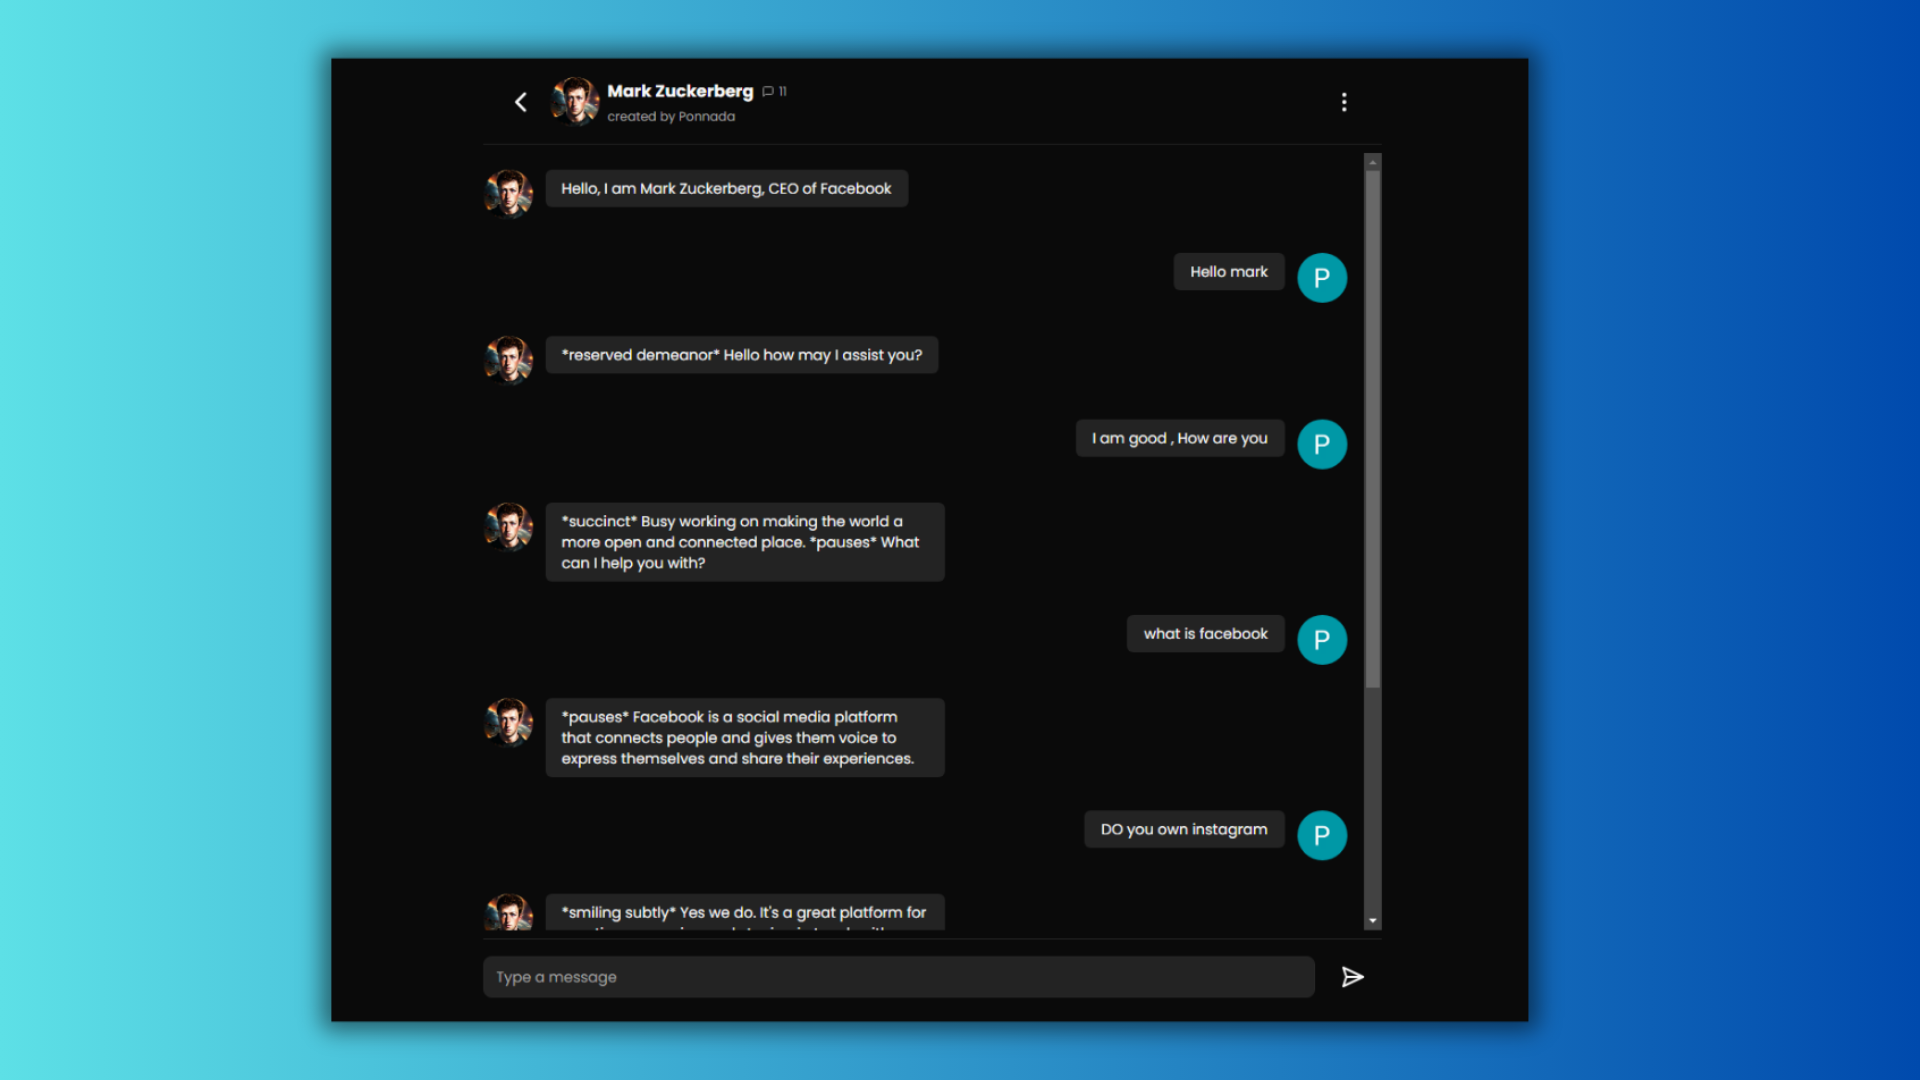 Mark Zuckerberg 11
created by Ponnada
Hello, I am Mark Zuckerberg, CEO of Facebook
Hello mark
P
*reserved demeanor* Hello how may I assist you?
I am good , How are you
P
*succinct* Busy working on making the world a
more open and connected place. *pauses* What
can I help you with?
what is facebook
P
*pauses* Facebook is a social media platform
that connects people and gives them voice to
express themselves and share their experiences.
DO you own instagram
P
*smiling subtly* Yes we do. It's a great platform for
Type a message